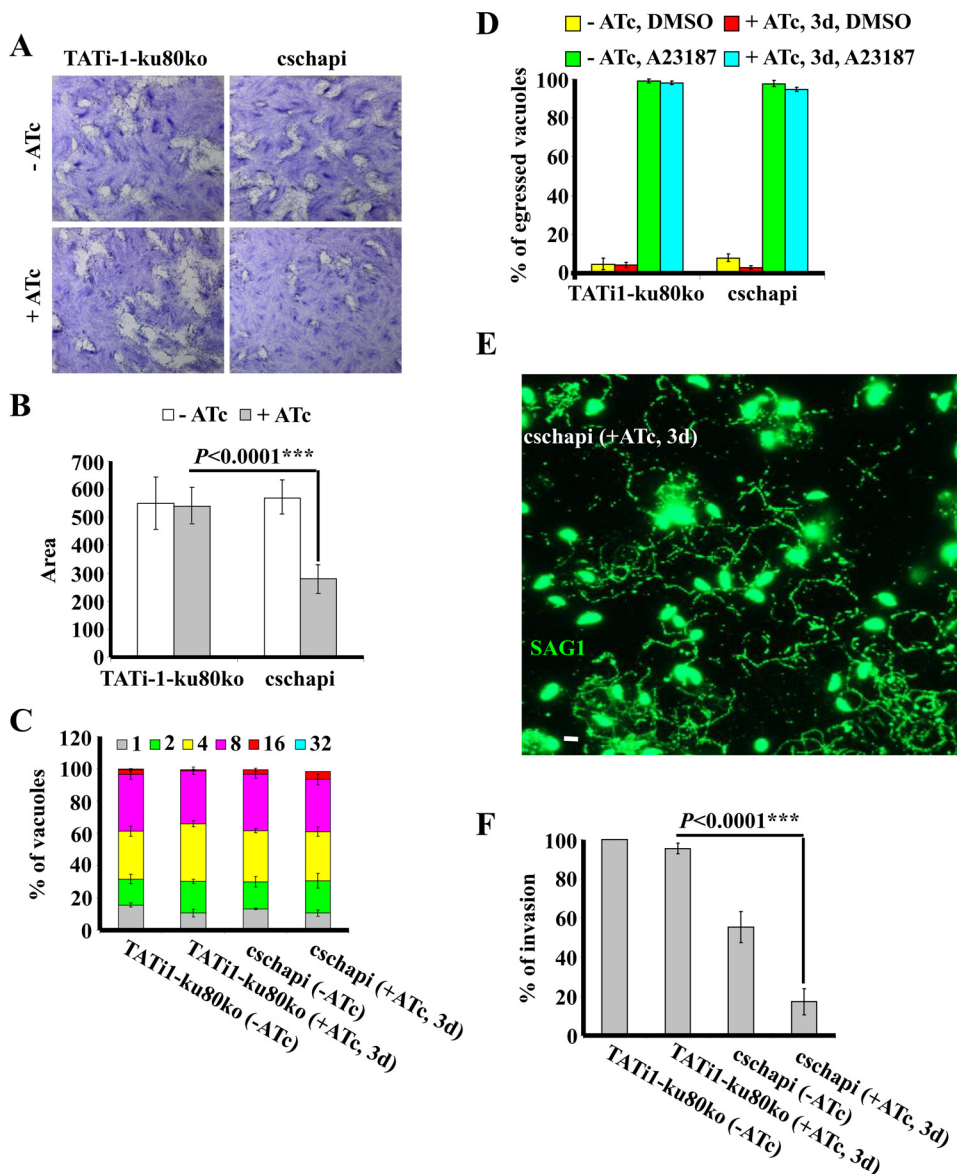 A
TATi-1-ku80ko cschapi
- ATc
+ ATc
B
- ATc + ATc
P<0.0001***
Area
700
600
500
400
300
200
100
0
TATi-1-ku80ko cschapi
C
1 2 4 8 16 32
% of vacuoles
120
100
80
60
40
20
0
TATi1-ku80ko (-ATc)
TATi1-ku80ko (+ATc, 3d)
cschapi (-ATc)
cschapi (+ATc, 3d)
D
- ATc, DMSO + ATc, 3d, DMSO
- ATc, A23187 + ATc, 3d, A23187
% of egressed vacuoles
100
80
60
40
20
0
TATi1-ku80ko cschapi
E
cschapi (+ATc, 3d)
SAG1
F
P<0.0001***
% of invasion
100
80
60
40
20
0
TATi1-ku80ko (-ATc)
TATi1-ku80ko (+ATc, 3d)
cschapi (-ATc)
cschapi (+ATc, 3d)